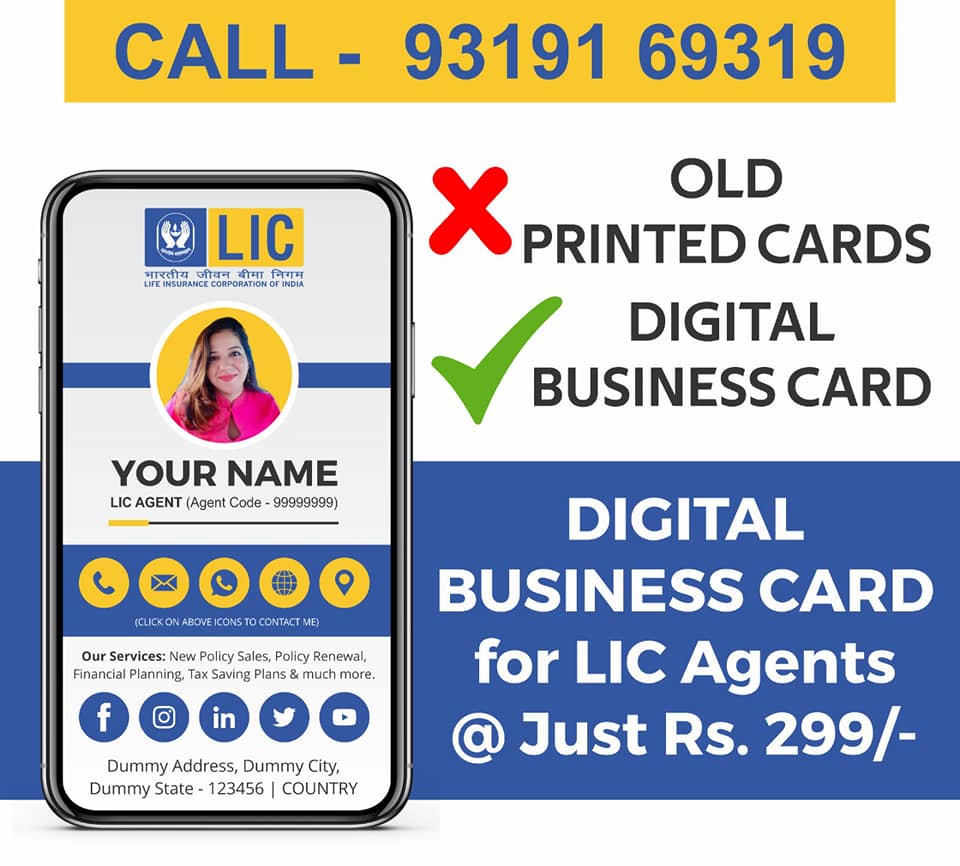 CALL - 93191 69319
OLD
PRINTED CARDS
DIGITAL
BUSINESS CARD
LIC
भारतीय जीवन बीमा निगम
LIFE INSURANCE CORPORATION OF INDIA
YOUR NAME
LIC AGENT (Agent Code - 99999999)
(CLICK ON ABOVE ICONS TO CONTACT ME)
Our Services: New Policy Sales, Policy Renewal,
Financial Planning, Tax Saving Plans & much more.
f
in
Dummy Address, Dummy City,
Dummy State - 123456 | COUNTRY
DIGITAL
BUSINESS CARD
for LIC Agents
@ Just Rs. 299/-